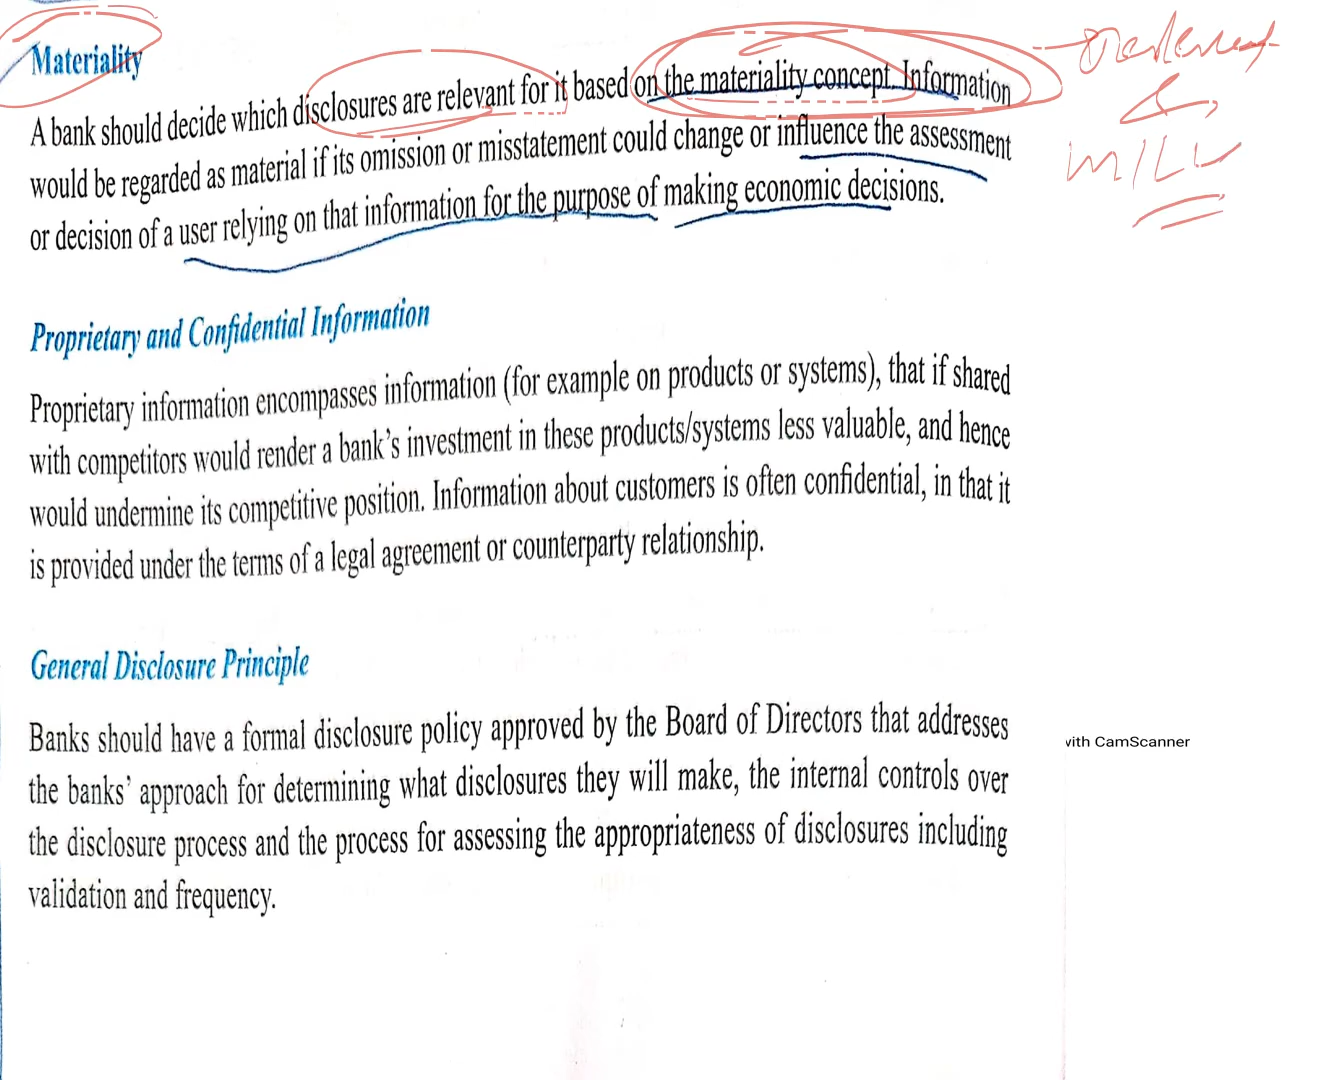 Materiality
A bank should decide which disclosures are relevant for it based on the materiality concept. Information
would be regarded as material if its omission or misstatement could change or influence the assessment
or decision of a user relying on that information for the purpose of making economic decisions.
Proprietary and Confidential Information
Proprietary information encompasses information (for example on products or systems), that if shared
with competitors would render a bank's investment in these products/systems less valuable, and hence
would undermine its competitive position. Information about customers is often confidential, in that it
is provided under the terms of a legal agreement or counterparty relationship.
General Disclosure Principle
Banks should have a formal disclosure policy approved by the Board of Directors that addresses
the banks' approach for determining what disclosures they will make, the internal controls over
the disclosure process and the process for assessing the appropriateness of disclosures including
validation and frequency.
with CamScanner